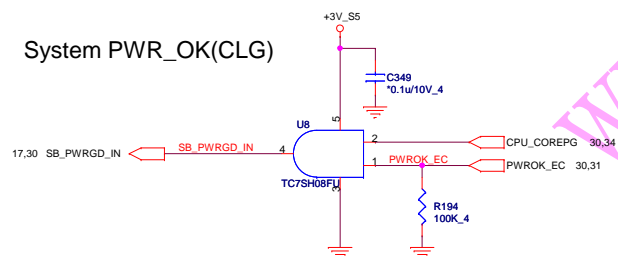 +3V_S5
System PWR_OK(CLG)
C349
*0.1u/10V_4
U8
5
2
CPU_COREPG 30,34
17,30 SB_PWRGD_IN
SB_PWRGD_IN
4
1
PWROK_EC
PWROK_EC 30,31
TC7SH08FU
3
R194
100K_4